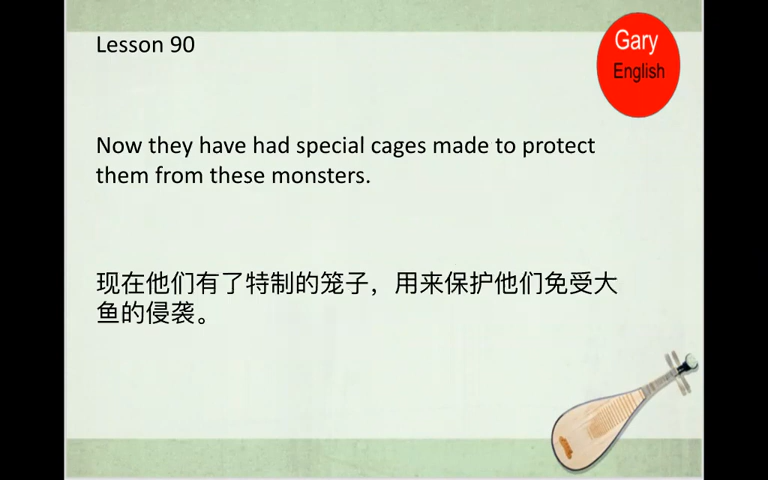 Lesson 90
Gary
English
Now they have had special cages made to protect
them from these monsters.
现在他们有了特制的笼子，用来保护他们免受大
鱼的侵袭。